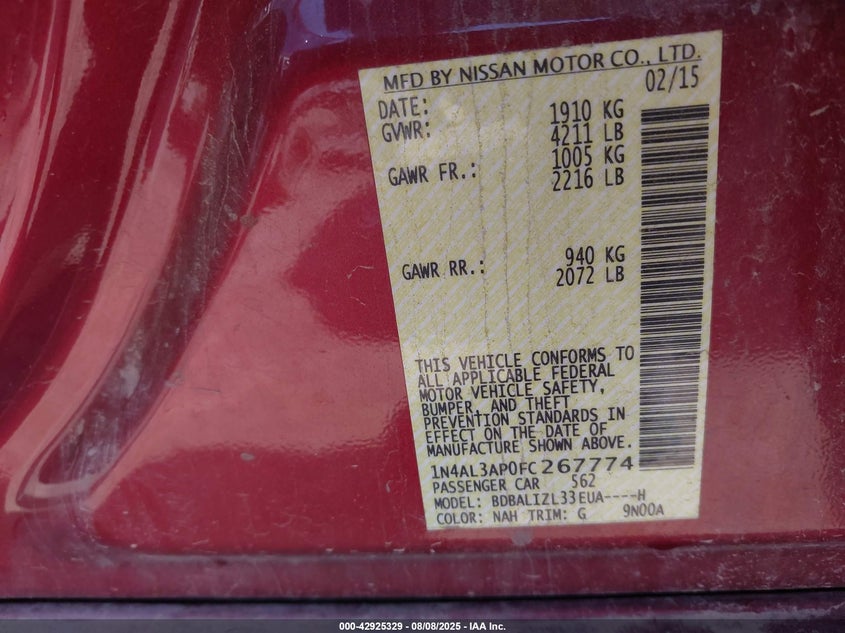 MFD BY NISSAN MOTOR CO., LTD.
DATE: 02/15
GVWR: 1910 KG
4211 LB
GAWR FR.: 1005 KG
2216 LB
GAWR RR.: 940 KG
2072 LB
THIS VEHICLE CONFORMS TO
ALL APPLICABLE FEDERAL
MOTOR VEHICLE SAFETY,
BUMPER, AND THEFT
PREVENTION STANDARDS IN
EFFECT ON THE DATE OF
MANUFACTURE SHOWN ABOVE.
1N4AL3AP0FC267774
PASSENGER CAR 562
MODEL: BDBALIZL33EUA----H
COLOR: NAH TRIM: G 9N00A
000-42925329 - 08/08/2025 - IAA Inc.